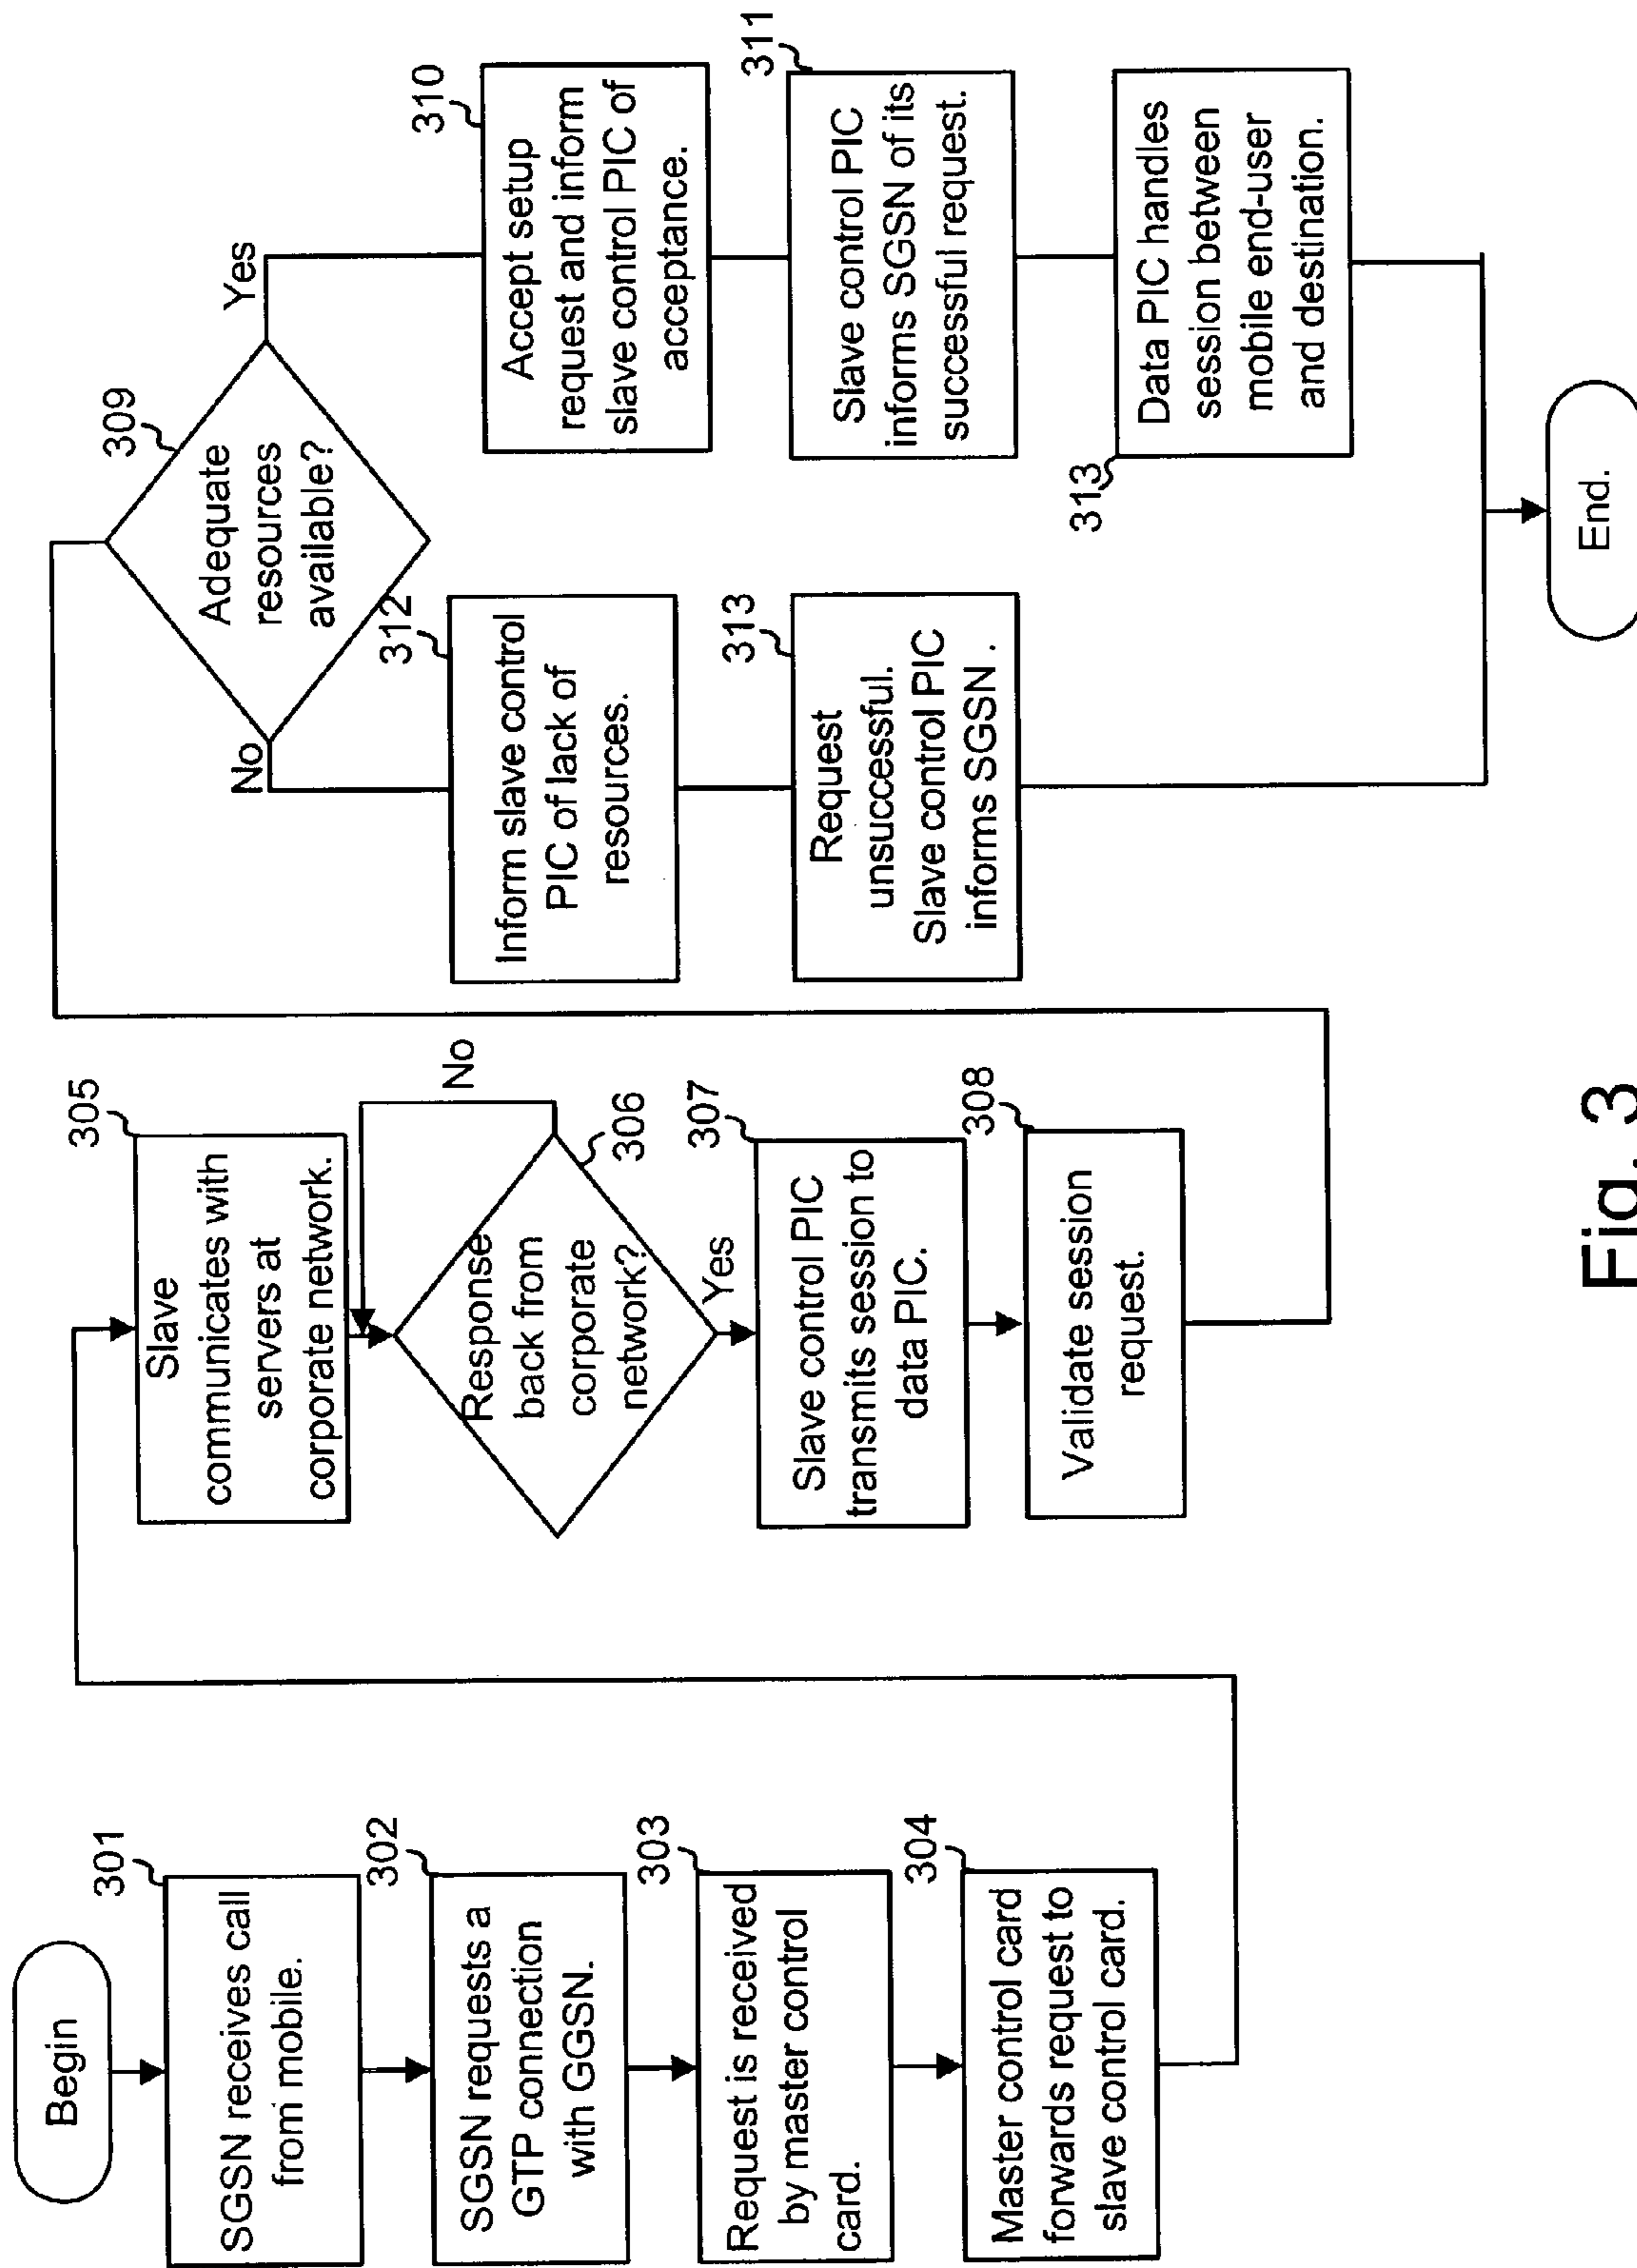 Begin
301
SGSN receives call
from mobile.
302
SGSN requests a
GTP connection
with GGSN.
303
Request is received
by master control
card.
304
Master control card
forwards request to
slave control card.
305
Slave
communicates with
servers at
corporate network.
No
306
Response
back from
corporate
network?
Yes
307
Slave control PIC
transmits session to
data PIC.
308
Validate session
request.
309
Adequate
resources
available?
No
Yes
312
Inform slave control
PIC of lack of
resources.
313
Request
unsuccessful.
Slave control PIC
informs SGSN .
310
Accept setup
request and inform
slave control PIC of
acceptance.
311
Slave control PIC
informs SGSN of its
successful request.
313
Data PIC handles
session between
mobile end-user
and destination.
End.
Fig. 3